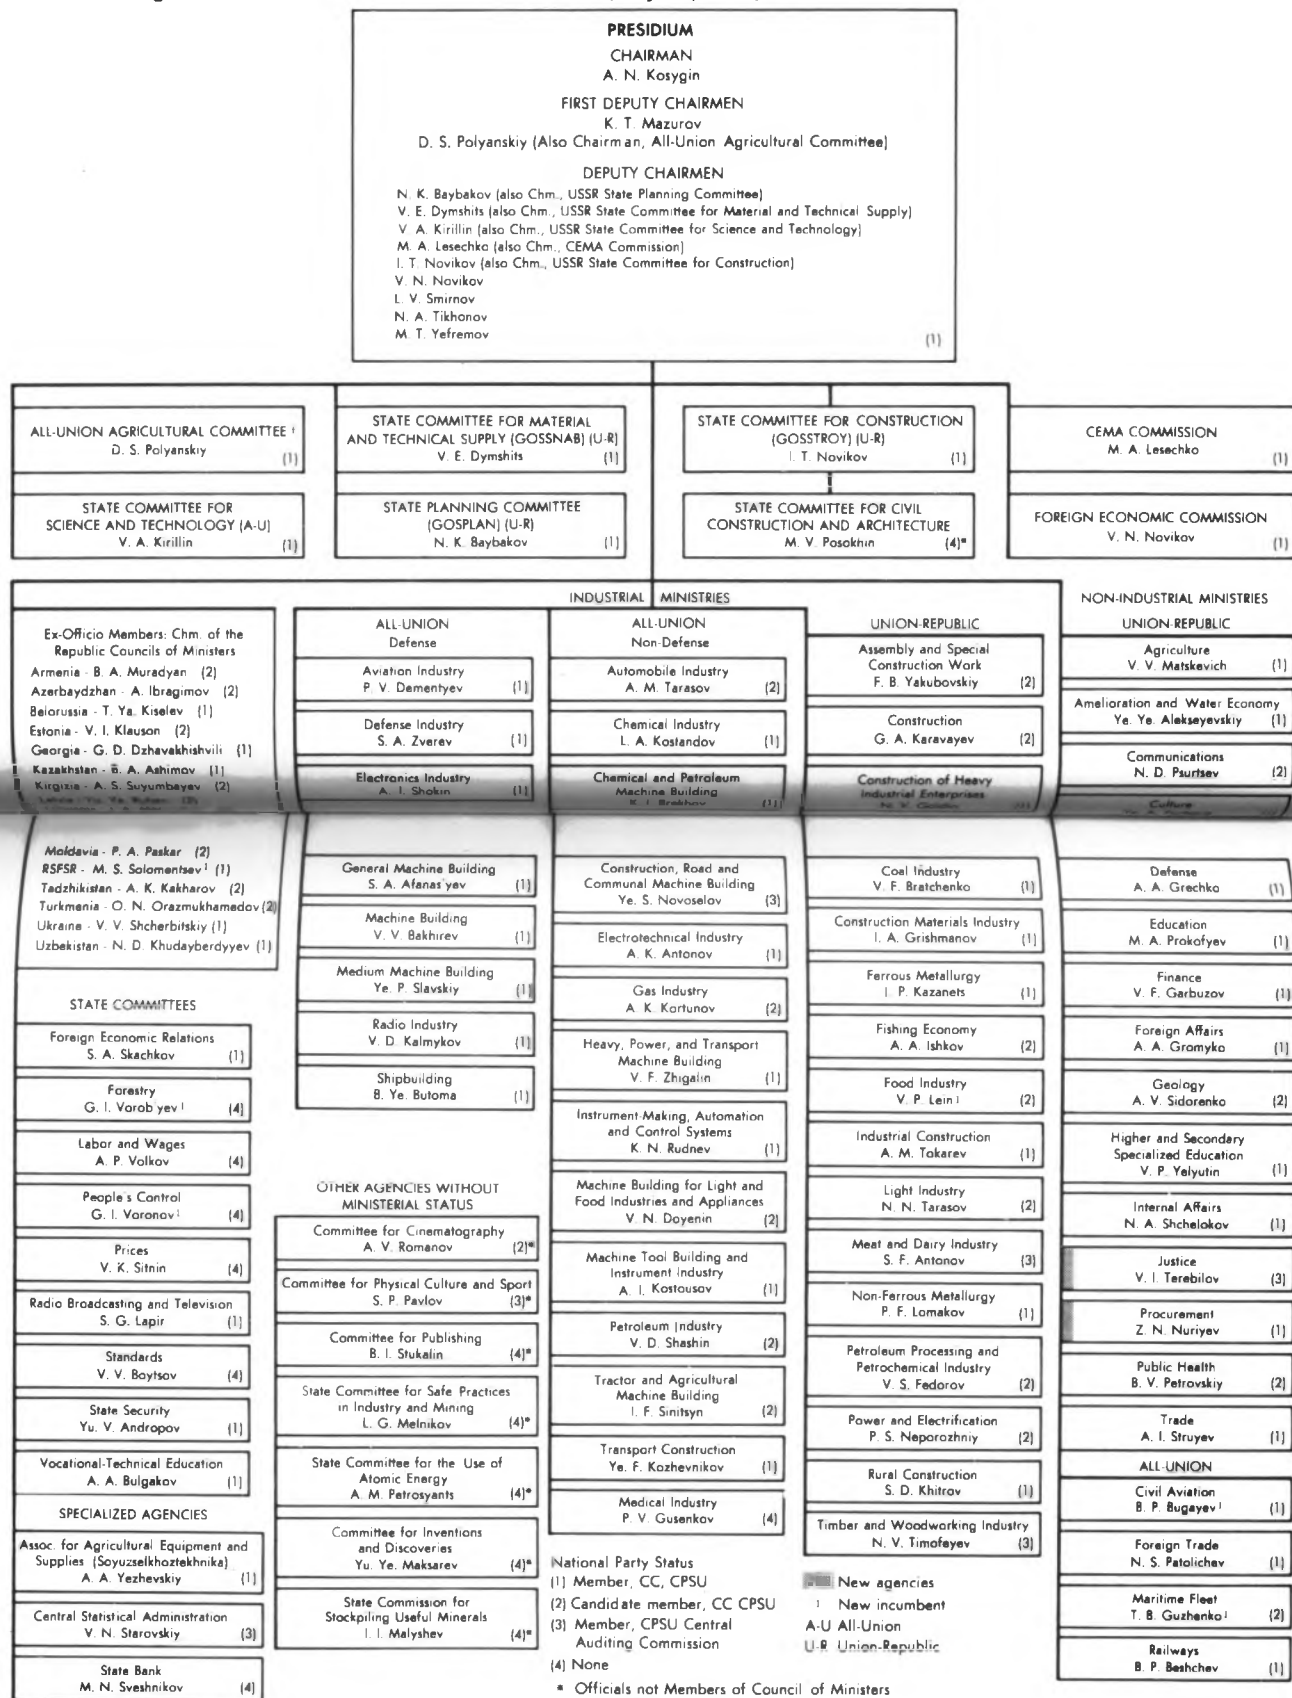 PRESIDIUM
CHAIRMAN
A. N. Kosygin
FIRST DEPUTY CHAIRMEN
K. T. Mazurov
D. S. Polyanskiy (Also Chairman, All-Union Agricultural Committee)
DEPUTY CHAIRMEN
N. K. Baybakov (also Chm., USSR State Planning Committee)
V. E. Dymshits (also Chm., USSR State Committee for Material and Technical Supply)
V. A. Kirillin (also Chm., USSR State Committee for Science and Technology)
M. A. Lesechko (also Chm., CEMA Commission)
I. T. Novikov (also Chm., USSR State Committee for Construction)
V. N. Novikov
L. V. Smirnov
N. A. Tikhonov
M. T. Yefremov
(1)
ALL-UNION AGRICULTURAL COMMITTEE ¹
D. S. Polyanskiy (1)
STATE COMMITTEE FOR MATERIAL
AND TECHNICAL SUPPLY (GOSSNAB) (U-R)
V. E. Dymshits (1)
STATE COMMITTEE FOR CONSTRUCTION
(GOSSTROY) (U-R)
I. T. Novikov (1)
CEMA COMMISSION
M. A. Lesechko (1)
STATE COMMITTEE FOR
SCIENCE AND TECHNOLOGY (A-U)
V. A. Kirillin (1)
STATE PLANNING COMMITTEE
(GOSPLAN) (U-R)
N. K. Baybakov (1)
STATE COMMITTEE FOR CIVIL
CONSTRUCTION AND ARCHITECTURE
M. V. Posokhin (4)*
FOREIGN ECONOMIC COMMISSION
V. N. Novikov (1)
Ex-Officio Members: Chm. of the
Republic Councils of Ministers
Armenia - B. A. Muradyan (2)
Azerbaydzhan - A. Ibragimov (2)
Belorussia - T. Ya. Kiselev (1)
Estonia - V. I. Klauson (2)
Georgia - G. D. Dzhavakhishvili (1)
Kazakhstan - B. A. Ashimov (1)
Kirgizia - A. S. Suyumbayev (2)
Moldavia - P. A. Paskar (2)
RSFSR - M. S. Solomentsev ¹ (1)
Tadzhikistan - A. K. Kakharov (2)
Turkmenia - O. N. Orazmukhamedov (2)
Ukraine - V. V. Shcherbitskiy (1)
Uzbekistan - N. D. Khudayberdyyev (1)
STATE COMMITTEES
Foreign Economic Relations
S. A. Skachkov (1)
Forestry
G. I. Vorob'yev ¹ (4)
Labor and Wages
A. P. Volkov (4)
People's Control
G. I. Voronov ¹ (4)
Prices
V. K. Sitnin (4)
Radio Broadcasting and Television
S. G. Lapir (1)
Standards
V. V. Boytsov (4)
State Security
Yu. V. Andropov (1)
Vocational-Technical Education
A. A. Bulgakov (1)
SPECIALIZED AGENCIES
Assoc. for Agricultural Equipment and
Supplies (Soyuzselkhoztekhnika)
A. A. Yezhevskiy (1)
Central Statistical Administration
V. N. Starovskiy (3)
State Bank
M. N. Sveshnikov (4)
INDUSTRIAL MINISTRIES
ALL-UNION
Defense
Aviation Industry
P. V. Dementyev (1)
Defense Industry
S. A. Zverev (1)
Electronics Industry
A. I. Shokin (1)
General Machine Building
S. A. Afanas'yev (1)
Machine Building
V. V. Bakhirev (1)
Medium Machine Building
Ye. P. Slavskiy (1)
Radio Industry
V. D. Kalmykov (1)
Shipbuilding
B. Ye. Butoma (1)
OTHER AGENCIES WITHOUT
MINISTERIAL STATUS
Committee for Cinematography
A. V. Romanov (2)*
Committee for Physical Culture and Sport
S. P. Pavlov (3)*
Committee for Publishing
B. I. Stukalin (4)*
State Committee for Safe Practices
in Industry and Mining
L. G. Melnikov (4)*
State Committee for the Use of
Atomic Energy
A. M. Petrosyants (4)*
Committee for Inventions
and Discoveries
Yu. Ye. Maksarev (4)*
State Commission for
Stockpiling Useful Minerals
I. I. Malyshev (4)*
ALL-UNION
Non-Defense
Automobile Industry
A. M. Tarasov (2)
Chemical Industry
L. A. Kostandov (1)
Chemical and Petroleum
Machine Building
K. I. Brekhov (1)
Construction, Road and
Communal Machine Building
Ye. S. Novoselov (3)
Electrotechnical Industry
A. K. Antonov (1)
Gas Industry
A. K. Kortunov (2)
Heavy, Power, and Transport
Machine Building
V. F. Zhigalin (1)
Instrument-Making, Automation
and Control Systems
K. N. Rudnev (1)
Machine Building for Light and
Food Industries and Appliances
V. N. Doyenin (2)
Machine Tool Building and
Instrument Industry
A. I. Kostousov (1)
Petroleum Industry
V. D. Shashin (2)
Tractor and Agricultural
Machine Building
I. F. Sinitsyn (2)
Transport Construction
Ye. F. Kozhevnikov (1)
Medical Industry
P. V. Gusenkov (4)
UNION-REPUBLIC
Assembly and Special
Construction Work
F. B. Yakubovskiy (2)
Construction
G. A. Karavayev (2)
Construction of Heavy
Industrial Enterprises
Coal Industry
V. F. Bratchenko (1)
Construction Materials Industry
I. A. Grishmanov (1)
Ferrous Metallurgy
I. P. Kazanets (1)
Fishing Economy
A. A. Ishkov (2)
Food Industry
V. P. Lein ¹ (2)
Industrial Construction
A. M. Tokarev (1)
Light Industry
N. N. Tarasov (2)
Meat and Dairy Industry
S. F. Antonov (3)
Non-Ferrous Metallurgy
P. F. Lomakov (1)
Petroleum Processing and
Petrochemical Industry
V. S. Fedorov (2)
Power and Electrification
P. S. Neporozhniy (2)
Rural Construction
S. D. Khitrov (1)
Timber and Woodworking Industry
N. V. Timofeyev (3)
NON-INDUSTRIAL MINISTRIES
UNION-REPUBLIC
Agriculture
V. V. Matskevich (1)
Amelioration and Water Economy
Ye. Ye. Alekseyevskiy (1)
Communications
N. D. Psurtsev (2)
Culture
Defense
A. A. Grechko (1)
Education
M. A. Prokofyev (1)
Finance
V. F. Garbuzov (1)
Foreign Affairs
A. A. Gromyko (1)
Geology
A. V. Sidorenko (2)
Higher and Secondary
Specialized Education
V. P. Yelyutin (1)
Internal Affairs
N. A. Shchelokov (1)
Justice
V. I. Terebilov (3)
Procurement
Z. N. Nuriyev (1)
Public Health
B. V. Petrovskiy (2)
Trade
A. I. Struyev (1)
ALL-UNION
Civil Aviation
B. P. Bugayev ¹ (1)
Foreign Trade
N. S. Patolichev (1)
Maritime Fleet
T. B. Guzhenko ¹ (2)
Railways
B. P. Beshchev (1)
National Party Status
(1) Member, CC, CPSU
(2) Candidate member, CC CPSU
(3) Member, CPSU Central
Auditing Commission
(4) None
* Officials not Members of Council of Ministers
New agencies
¹ New incumbent
A-U All-Union
U-R Union-Republic